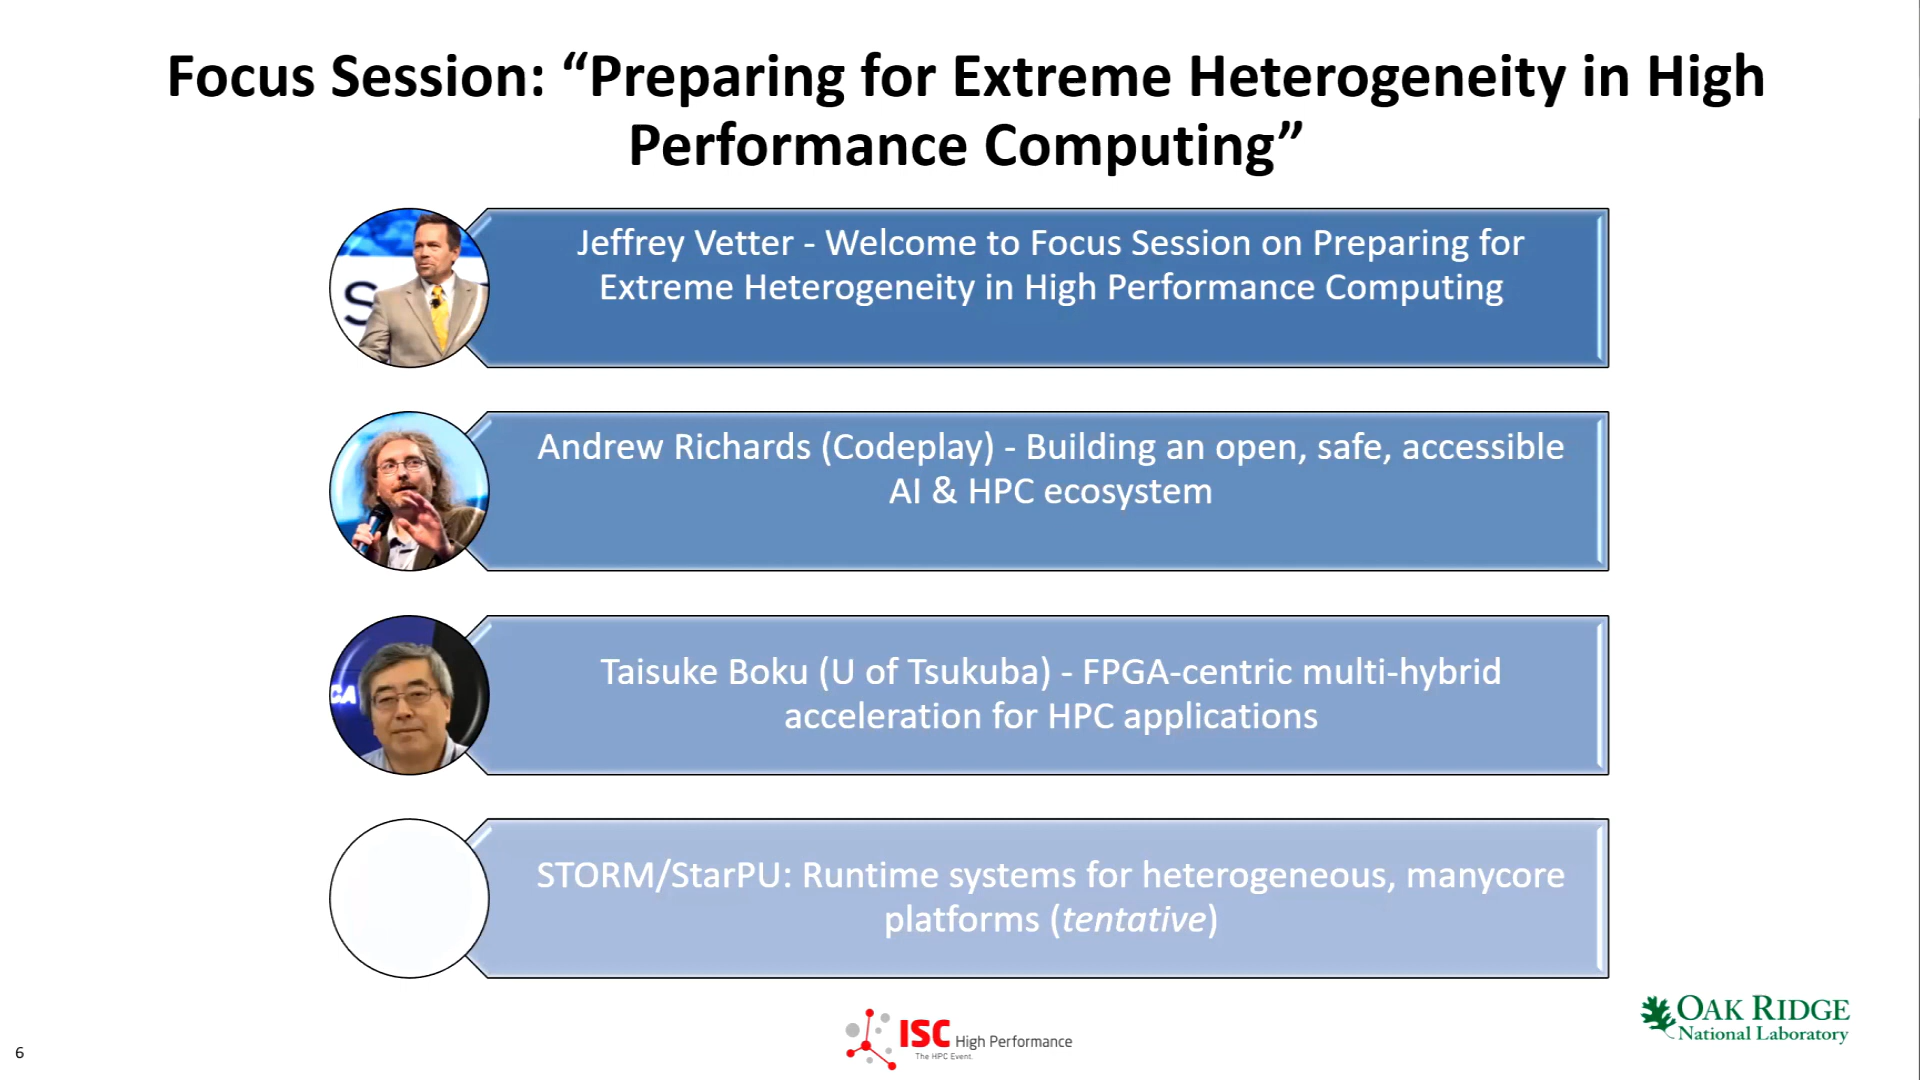 Focus Session: “Preparing for Extreme Heterogeneity in High
Performance Computing”
S
Jeffrey Vetter - Welcome to Focus Session on Preparing for
Extreme Heterogeneity in High Performance Computing
Andrew Richards (Codeplay) - Building an open, safe, accessible
AI & HPC ecosystem
CA
Taisuke Boku (U of Tsukuba) - FPGA-centric multi-hybrid
acceleration for HPC applications
STORM/StarPU: Runtime systems for heterogeneous, manycore
platforms (tentative)
6
ISC High Performance
The HPC Event.
OAK RIDGE
National Laboratory